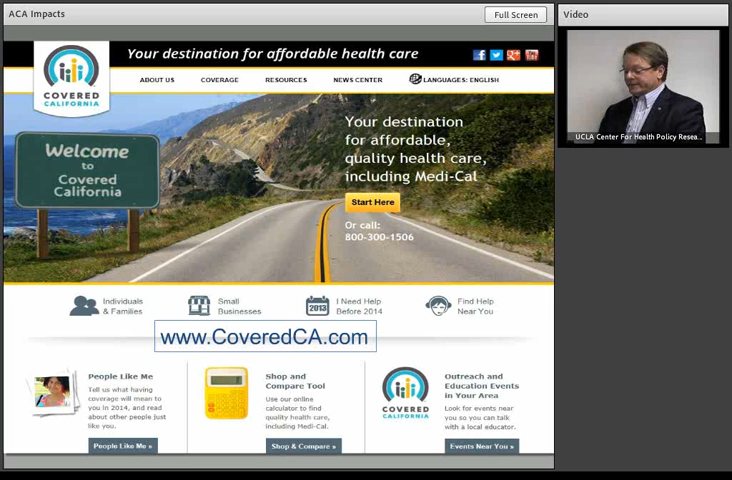 ACA Impacts
Full Screen
Video
Your destination for affordable health care
COVERED
CALIFORNIA
ABOUT US
COVERAGE
RESOURCES
NEWS CENTER
LANGUAGES: ENGLISH
Welcome
to
Covered
California
Your destination
for affordable,
quality health care,
including Medi-Cal
Start Here
Or call:
800-300-1506
UCLA Center For Health Policy Resea...
Individuals
& Families
Small
Businesses
2013
I Need Help
Before 2014
Find Help
Near You
www.CoveredCA.com
People Like Me
Tell us what having
coverage will mean to
you in 2014, and read
about other people just
like you.
People Like Me »
Shop and
Compare Tool
Use our online
calculator to find
quality health care,
including Medi-Cal.
Shop & Compare »
COVERED
CALIFORNIA
Outreach and
Education Events
in Your Area
Look for events near
you so you can talk
with a local educator.
Events Near You »